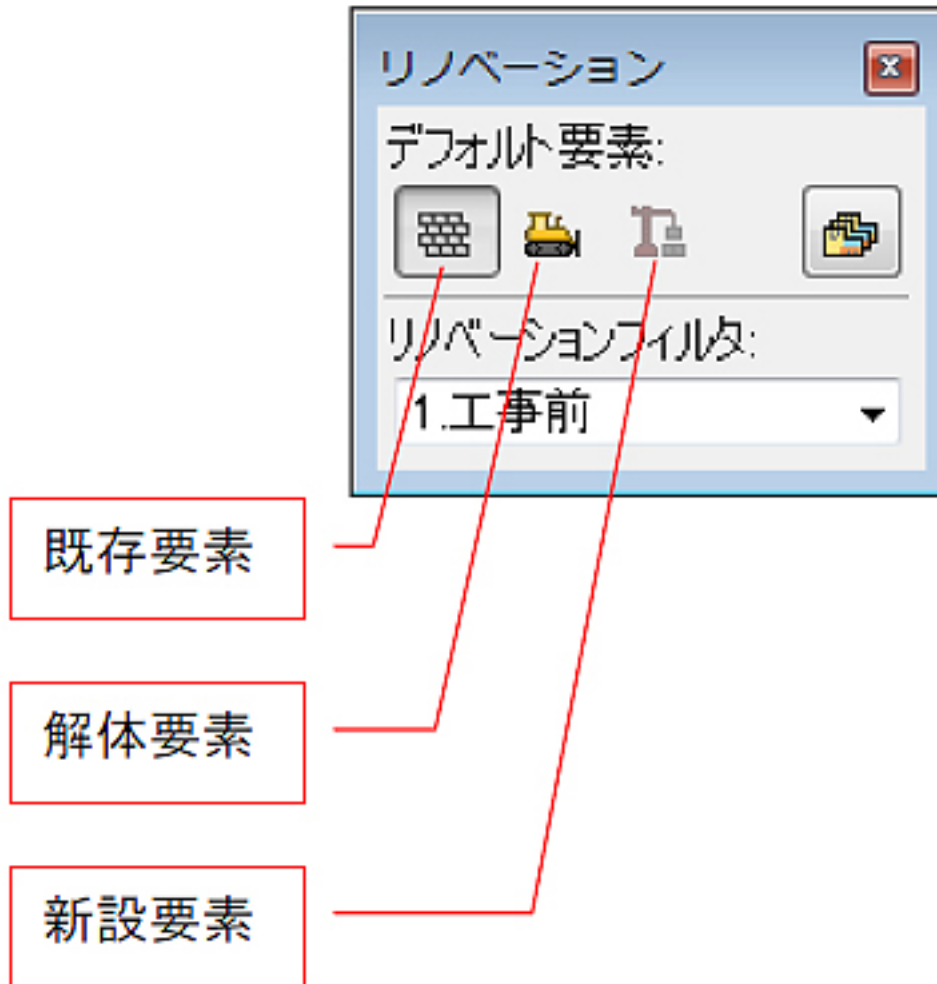 リノベーション
デフォルト要素:
リノベーションフィルタ:
1.工事前
既存要素
解体要素
新設要素